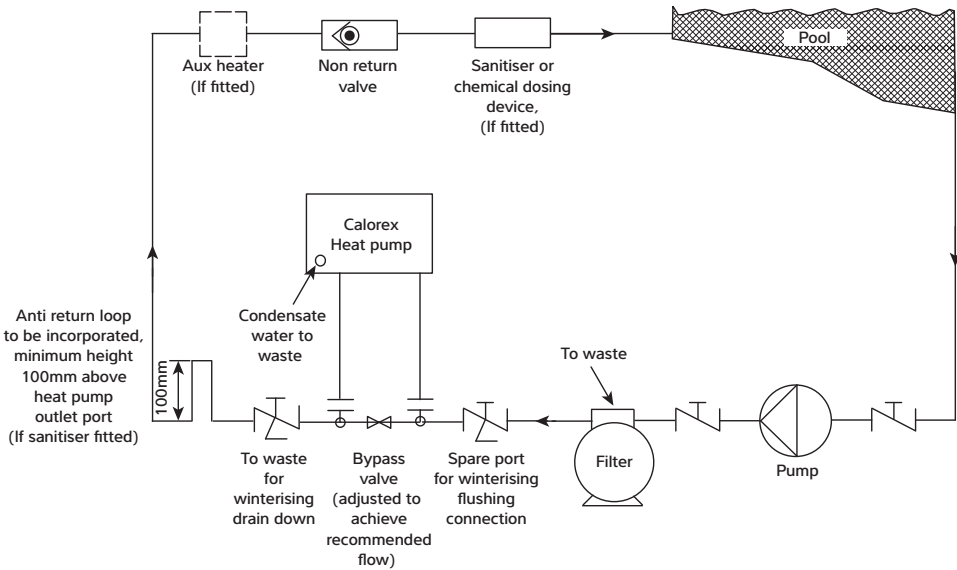 Pool
Aux heater
(If fitted)
Non return
valve
Sanitiser or
chemical dosing
device,
(If fitted)
Calorex
Heat pump
Condensate
water to
waste
Anti return loop
to be incorporated,
minimum height
100mm above
heat pump
outlet port
(If sanitiser fitted)
100mm
To waste
for
winterising
drain down
Bypass
valve
(adjusted to
achieve
recommended
flow)
Spare port
for winterising
flushing
connection
To waste
Filter
Pump